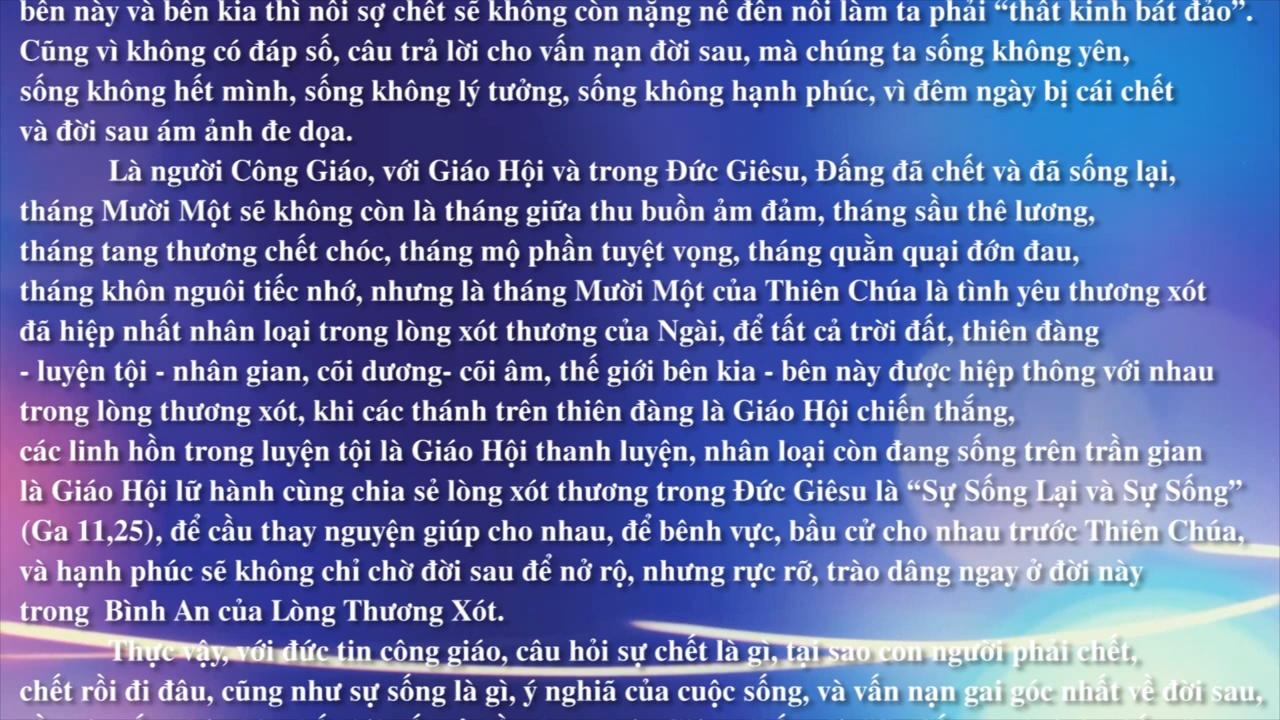 bên này và bên kia thì nỗi sợ chết sẽ không còn nặng nề đến nỗi làm ta phải “thất kinh bát đảo”.
Cũng vì không có đáp số, câu trả lời cho vấn nạn đời sau, mà chúng ta sống không yên,
sống không hết mình, sống không lý tưởng, sống không hạnh phúc, vì đêm ngày bị cái chết
và đời sau ám ảnh đe dọa.
Là người Công Giáo, với Giáo Hội và trong Đức Giêsu, Đấng đã chết và đã sống lại,
tháng Mười Một sẽ không còn là tháng giữa thu buồn ảm đảm, tháng sầu thê lương,
tháng tang thương chết chóc, tháng mộ phần tuyệt vọng, tháng quằn quại đớn đau,
tháng khôn nguôi tiếc nhớ, nhưng là tháng Mười Một của Thiên Chúa là tình yêu thương xót
đã hiệp nhất nhân loại trong lòng xót thương của Ngài, để tất cả trời đất, thiên đàng
- luyện tội - nhân gian, cõi dương- cõi âm, thế giới bên kia - bên này được hiệp thông với nhau
trong lòng thương xót, khi các thánh trên thiên đàng là Giáo Hội chiến thắng,
các linh hồn trong luyện tội là Giáo Hội thanh luyện, nhân loại còn đang sống trên trần gian
là Giáo Hội lữ hành cùng chia sẻ lòng xót thương trong Đức Giêsu là “Sự Sống Lại và Sự Sống”
(Ga 11,25), để cầu thay nguyện giúp cho nhau, để bênh vực, bầu cử cho nhau trước Thiên Chúa,
và hạnh phúc sẽ không chỉ chờ đời sau để nở rộ, nhưng rực rỡ, trào dâng ngay ở đời này
trong  Bình An của Lòng Thương Xót.
Thực vậy, với đức tin công giáo, câu hỏi sự chết là gì, tại sao con người phải chết,
chết rồi đi đâu, cũng như sự sống là gì, ý nghiã của cuộc sống, và vấn nạn gai góc nhất về đời sau,